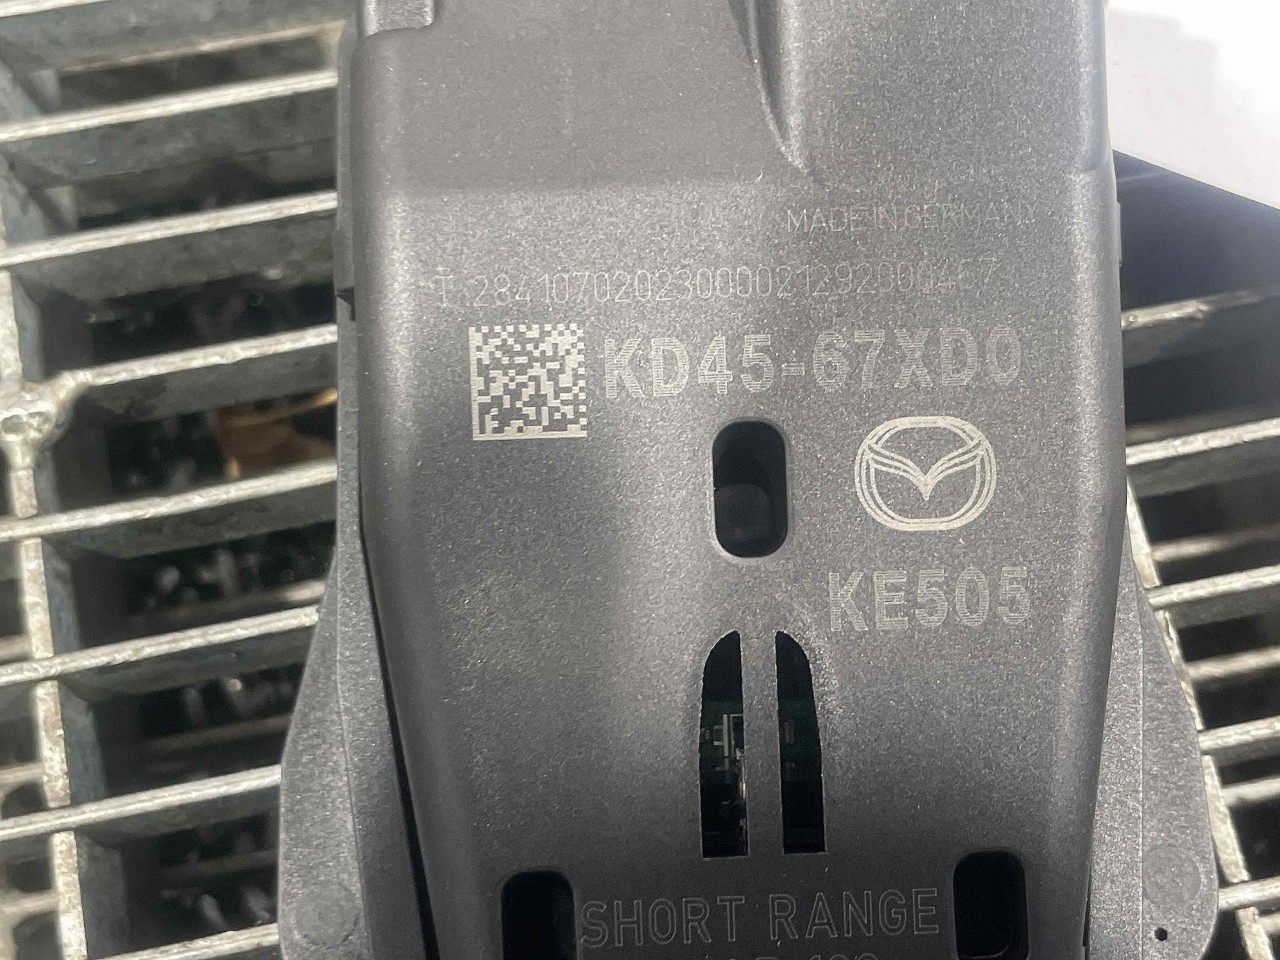 MADE IN GERMANY
KD45-67XD0
KE505
SHORT RANGE